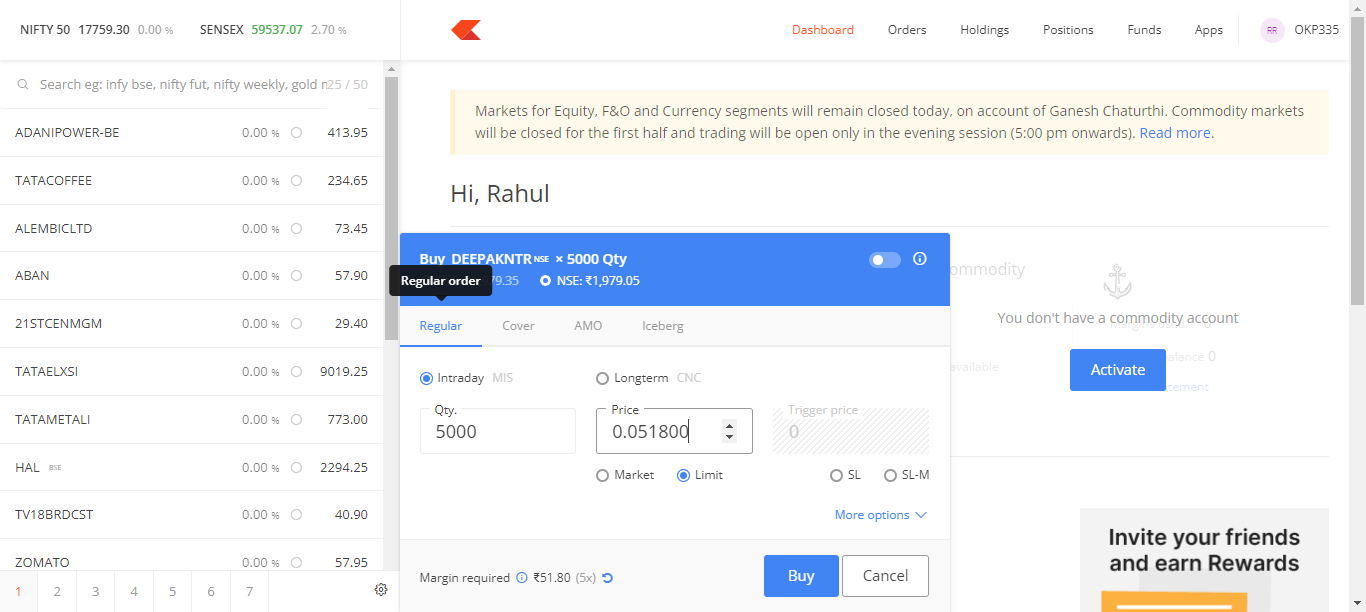 NIFTY 50 17759.30 0.00 % SENSEX 59537.07 2.70 %
Dashboard Orders Holdings Positions Funds Apps RR OKP335
Search eg: infy bse, nifty fut, nifty weekly, gold m 25 / 50
ADANIPOWER-BE 0.00 % 413.95
TATACOFFEE 0.00 % 234.65
ALEMBICLTD 0.00 % 73.45
ABAN 0.00 % 57.90
21STCENMGM 0.00 % 29.40
TATAELXSI 0.00 % 9019.25
TATAMETALI 0.00 % 773.00
HAL BSE 0.00 % 2294.25
TV18BRDCST 0.00 % 40.90
ZOMATO 0.00 % 57.95
1 2 3 4 5 6 7
Markets for Equity, F&O and Currency segments will remain closed today, on account of Ganesh Chaturthi. Commodity markets
will be closed for the first half and trading will be open only in the evening session (5:00 pm onwards). Read more.
Hi, Rahul
Buy DEEPAKNTR NSE × 5000 Qty
Regular order
79.35 NSE: ₹1,979.05
Regular Cover AMO Iceberg
Intraday MIS Longterm CNC
Qty. Price Trigger price
5000 0.051800 0
Market Limit SL SL-M
More options
Margin required ₹51.80 (5x) Buy Cancel
ommodity
You don't have a commodity account
Margins used 0
available
alance 0
Activate
tement
Invite your friends
and earn Rewards